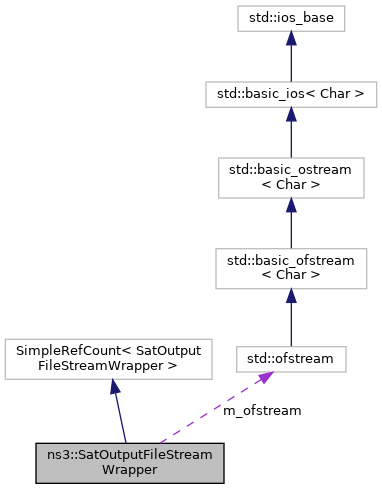 std::ios_base
std::basic_ios< Char >
std::basic_ostream
< Char >
std::basic_ofstream
< Char >
SimpleRefCount< SatOutput
FileStreamWrapper >
std::ofstream
m_ofstream
ns3::SatOutputFileStream
Wrapper